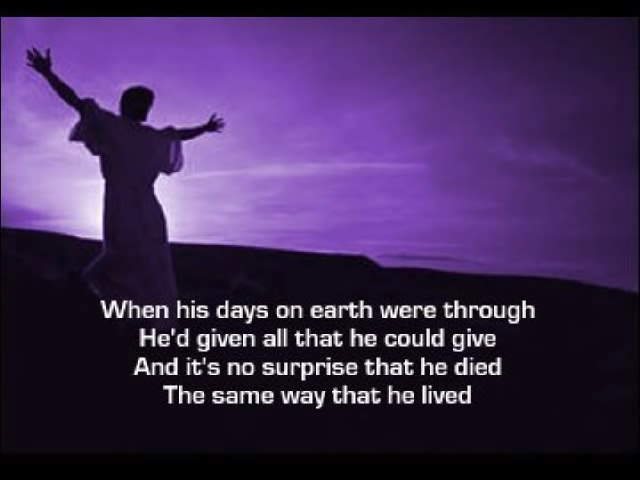 When his days on earth were through
He'd given all that he could give
And it's no surprise that he died
The same way that he lived